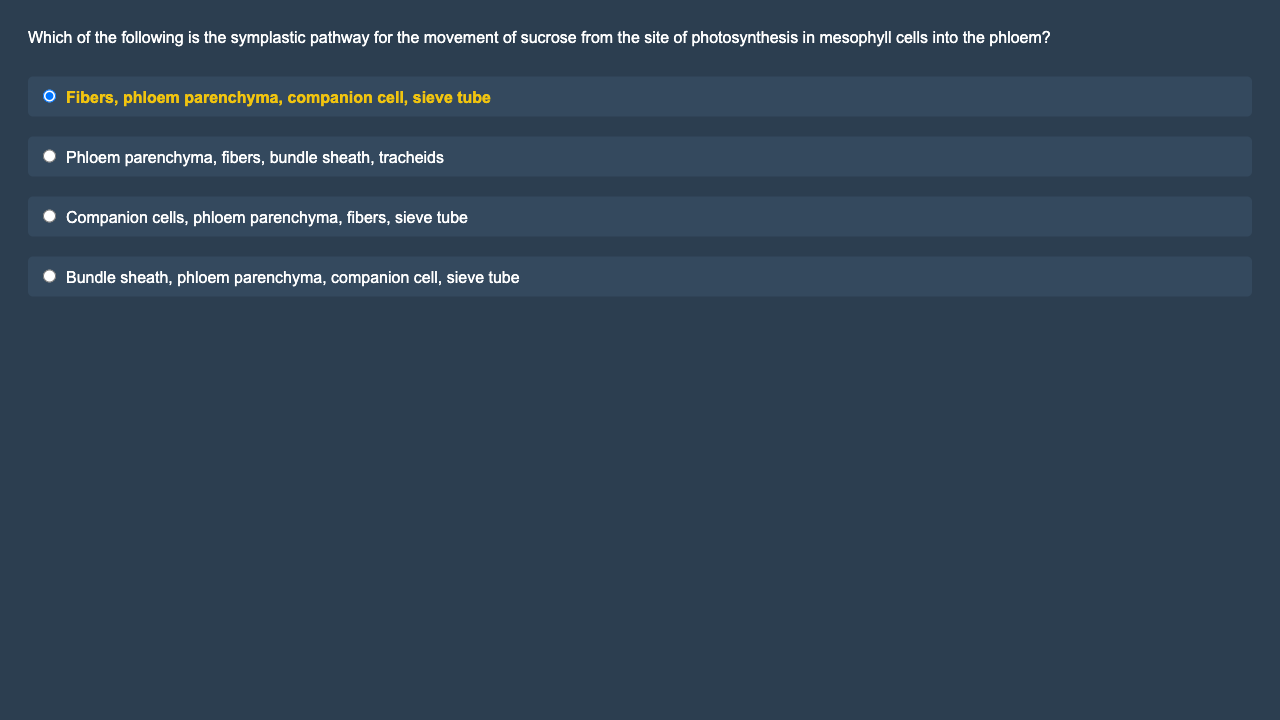 Which of the following is the symplastic pathway for the movement of sucrose from the site of photosynthesis in mesophyll cells into the phloem?
Fibers, phloem parenchyma, companion cell, sieve tube
Phloem parenchyma, fibers, bundle sheath, tracheids
Companion cells, phloem parenchyma, fibers, sieve tube
Bundle sheath, phloem parenchyma, companion cell, sieve tube